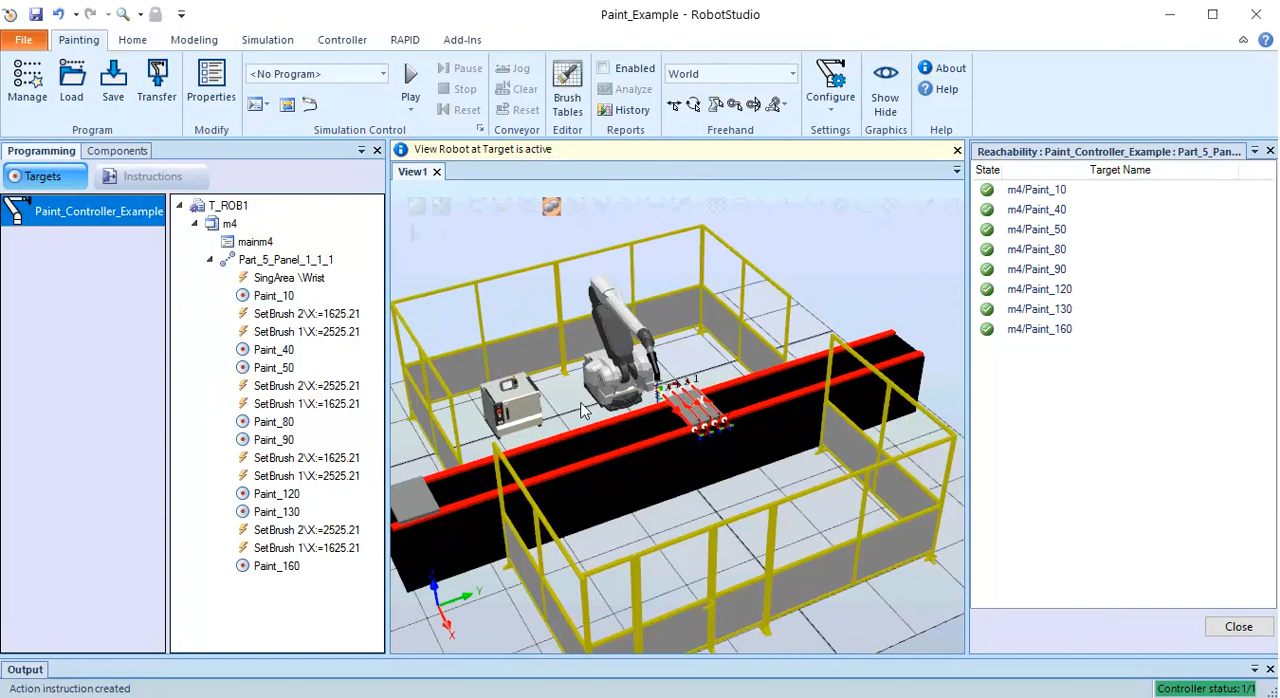 Paint_Example - RobotStudio
File Painting Home Modeling Simulation Controller RAPID Add-Ins
Manage Load Save Transfer
Program
Properties
Modify
<No Program>
Play
Pause
Stop
Reset
Simulation Control
Jog
Clear
Reset
Conveyor
Brush Tables
Editor
Enabled
Analyze
History
Reports
World
Freehand
Configure
Settings
Show Hide
Graphics
About
Help
Help
Programming Components
Targets Instructions
Paint_Controller_Example
T_ROB1
m4
mainm4
Part_5_Panel_1_1_1
SingArea \Wrist
Paint_10
SetBrush 2\X:=1625.21
SetBrush 1\X:=2525.21
Paint_40
Paint_50
SetBrush 2\X:=2525.21
SetBrush 1\X:=1625.21
Paint_80
Paint_90
SetBrush 2\X:=1625.21
SetBrush 1\X:=2525.21
Paint_120
Paint_130
SetBrush 2\X:=2525.21
SetBrush 1\X:=1625.21
Paint_160
View Robot at Target is active
View1
Z
Y
X
Reachability : Paint_Controller_Example : Part_5_Pan...
State Target Name
m4/Paint_10
m4/Paint_40
m4/Paint_50
m4/Paint_80
m4/Paint_90
m4/Paint_120
m4/Paint_130
m4/Paint_160
Close
Output
Action instruction created
Controller status: 1/1